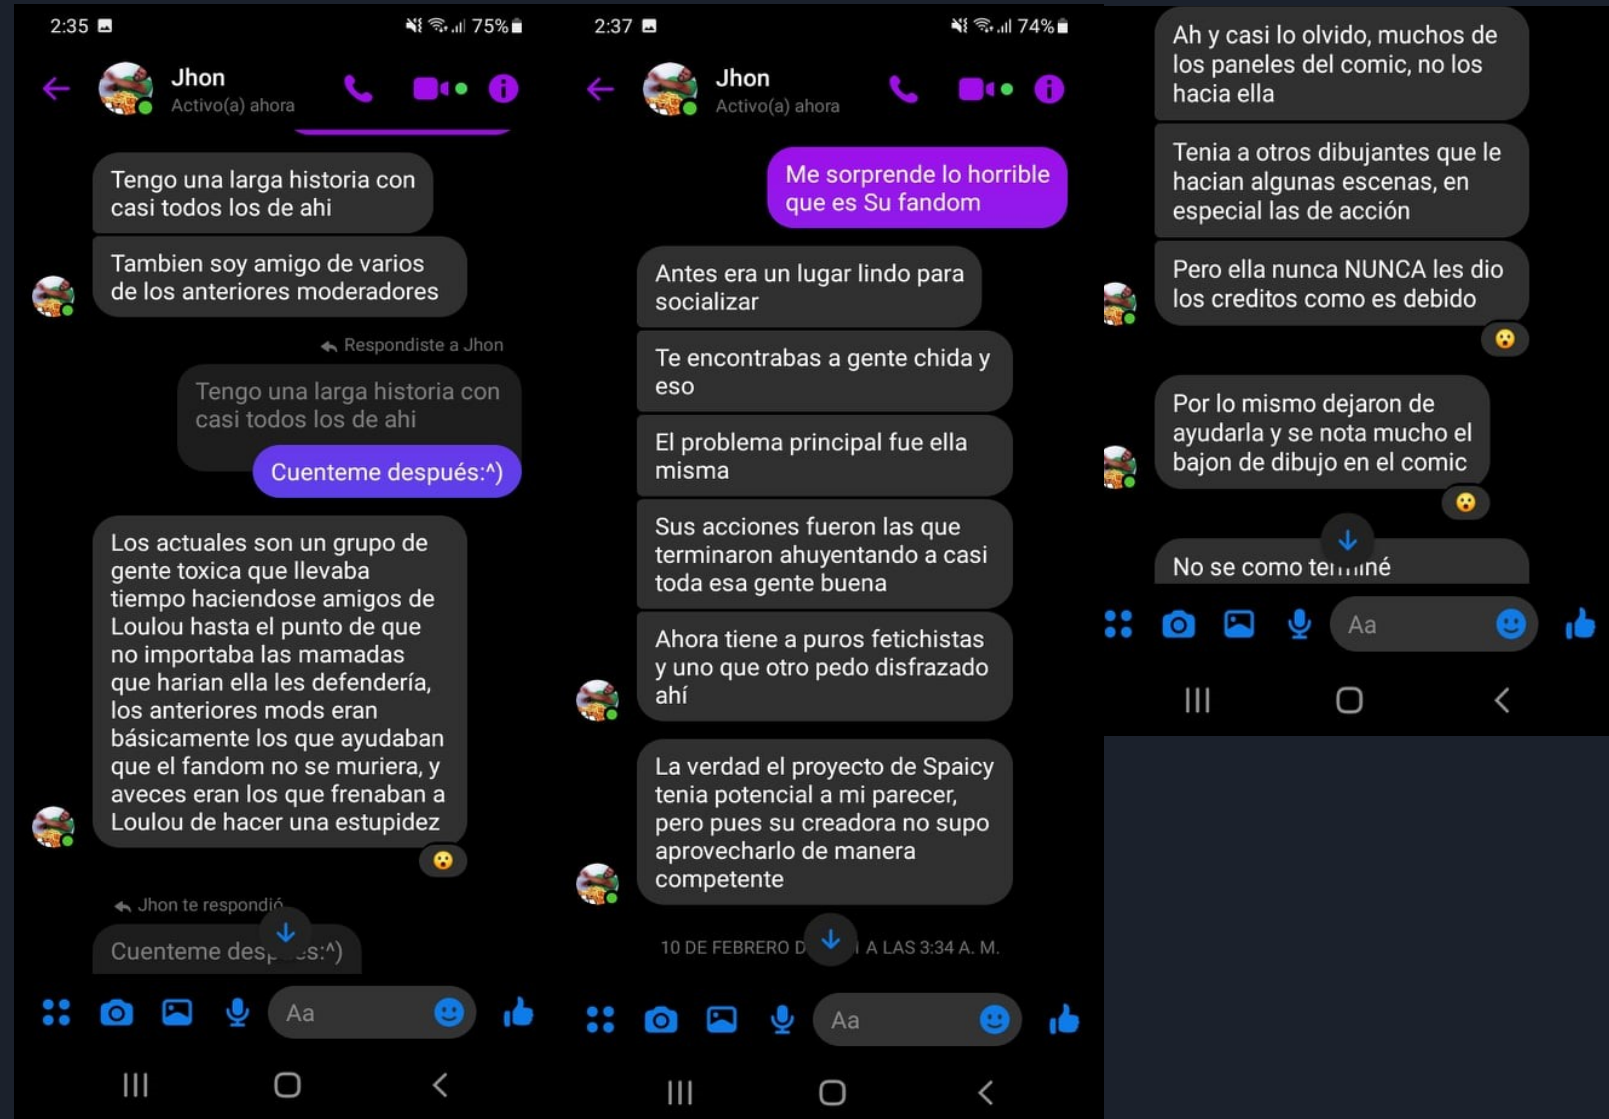 2:35
75%
Jhon
Activo(a) ahora
Tengo una larga historia con
casi todos los de ahi
Tambien soy amigo de varios
de los anteriores moderadores
Respondiste a Jhon
Tengo una larga historia con
casi todos los de ahi
Cuenteme después:^)
Los actuales son un grupo de
gente toxica que llevaba
tiempo haciendose amigos de
Loulou hasta el punto de que
no importaba las mamadas
que harian ella les defendería,
los anteriores mods eran
básicamente los que ayudaban
que el fandom no se muriera, y
aveces eran los que frenaban a
Loulou de hacer una estupidez
Jhon te respondió
Cuenteme después:^)
Aa
2:37
74%
Jhon
Activo(a) ahora
Me sorprende lo horrible
que es Su fandom
Antes era un lugar lindo para
socializar
Te encontrabas a gente chida y
eso
El problema principal fue ella
misma
Sus acciones fueron las que
terminaron ahuyentando a casi
toda esa gente buena
Ahora tiene a puros fetichistas
y uno que otro pedo disfrazado
ahí
La verdad el proyecto de Spaicy
tenia potencial a mi parecer,
pero pues su creadora no supo
aprovecharlo de manera
competente
10 DE FEBRERO A LAS 3:34 A. M.
Aa
Ah y casi lo olvido, muchos de
los paneles del comic, no los
hacia ella
Tenia a otros dibujantes que le
hacian algunas escenas, en
especial las de acción
Pero ella nunca NUNCA les dio
los creditos como es debido
Por lo mismo dejaron de
ayudarla y se nota mucho el
bajon de dibujo en el comic
No se como terminé
Aa